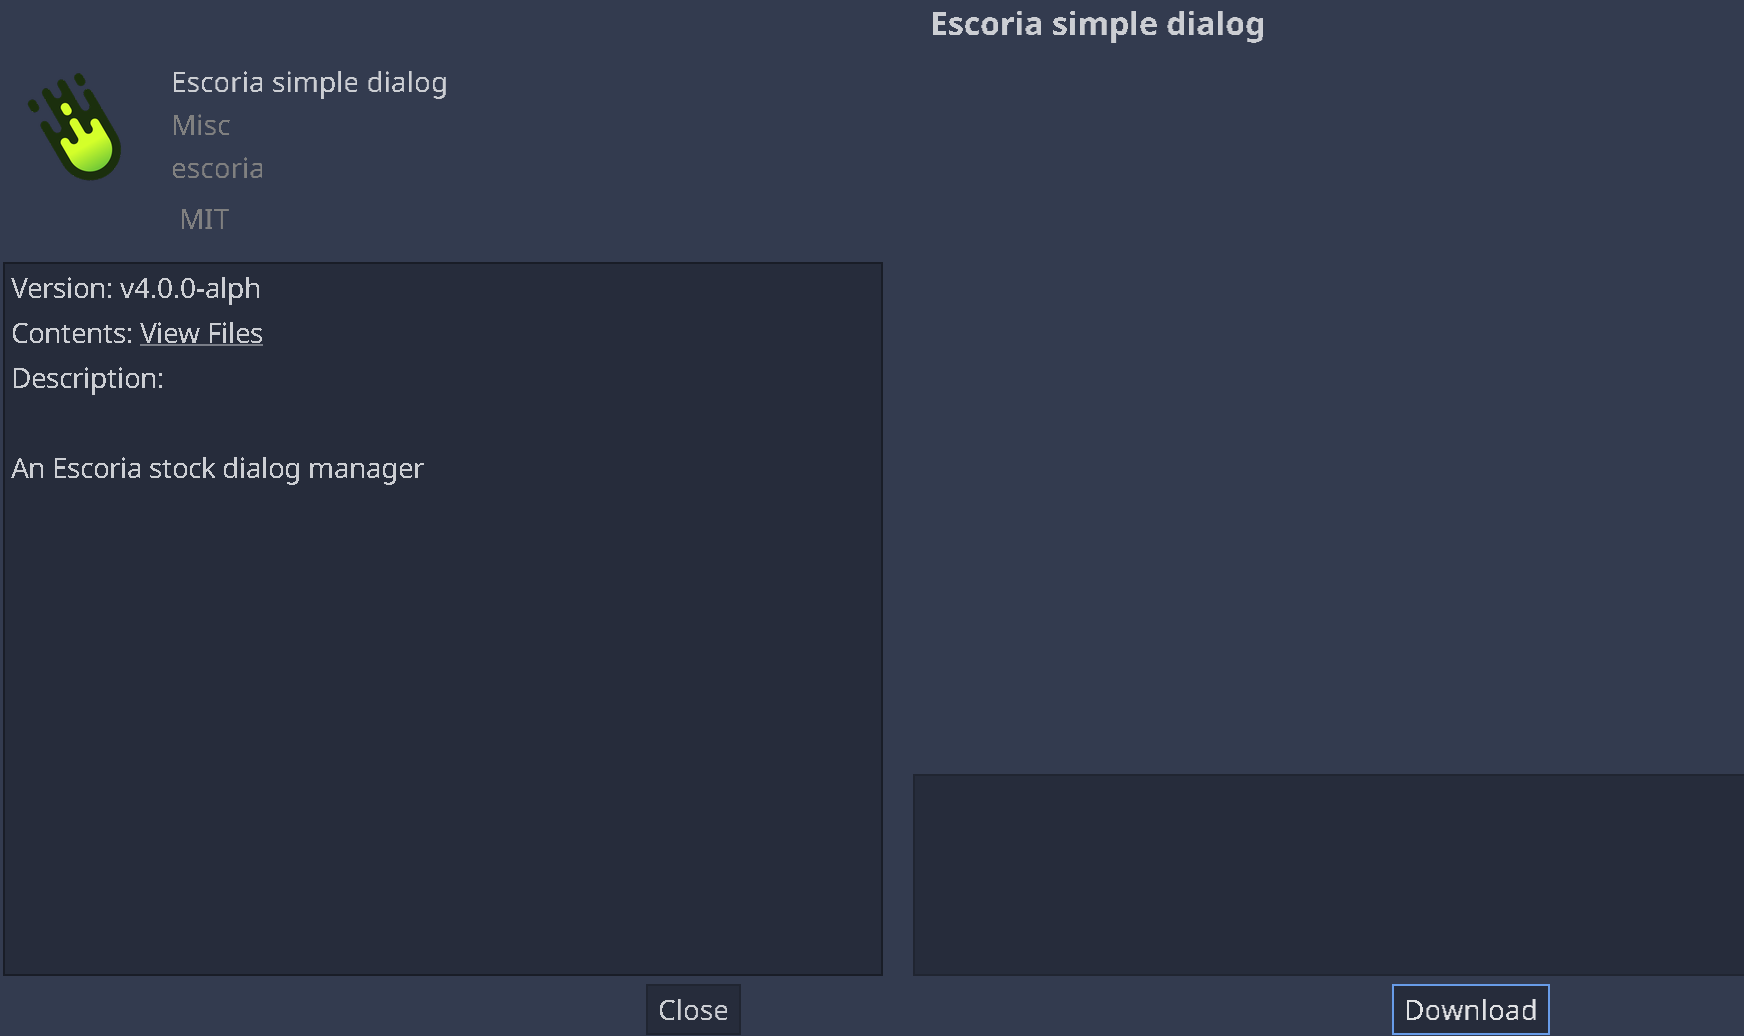 Escoria simple dialog
Escoria simple dialog
Misc
escoria
MIT
Version: v4.0.0-alph
Contents: View Files
Description:
An Escoria stock dialog manager
Close
Download